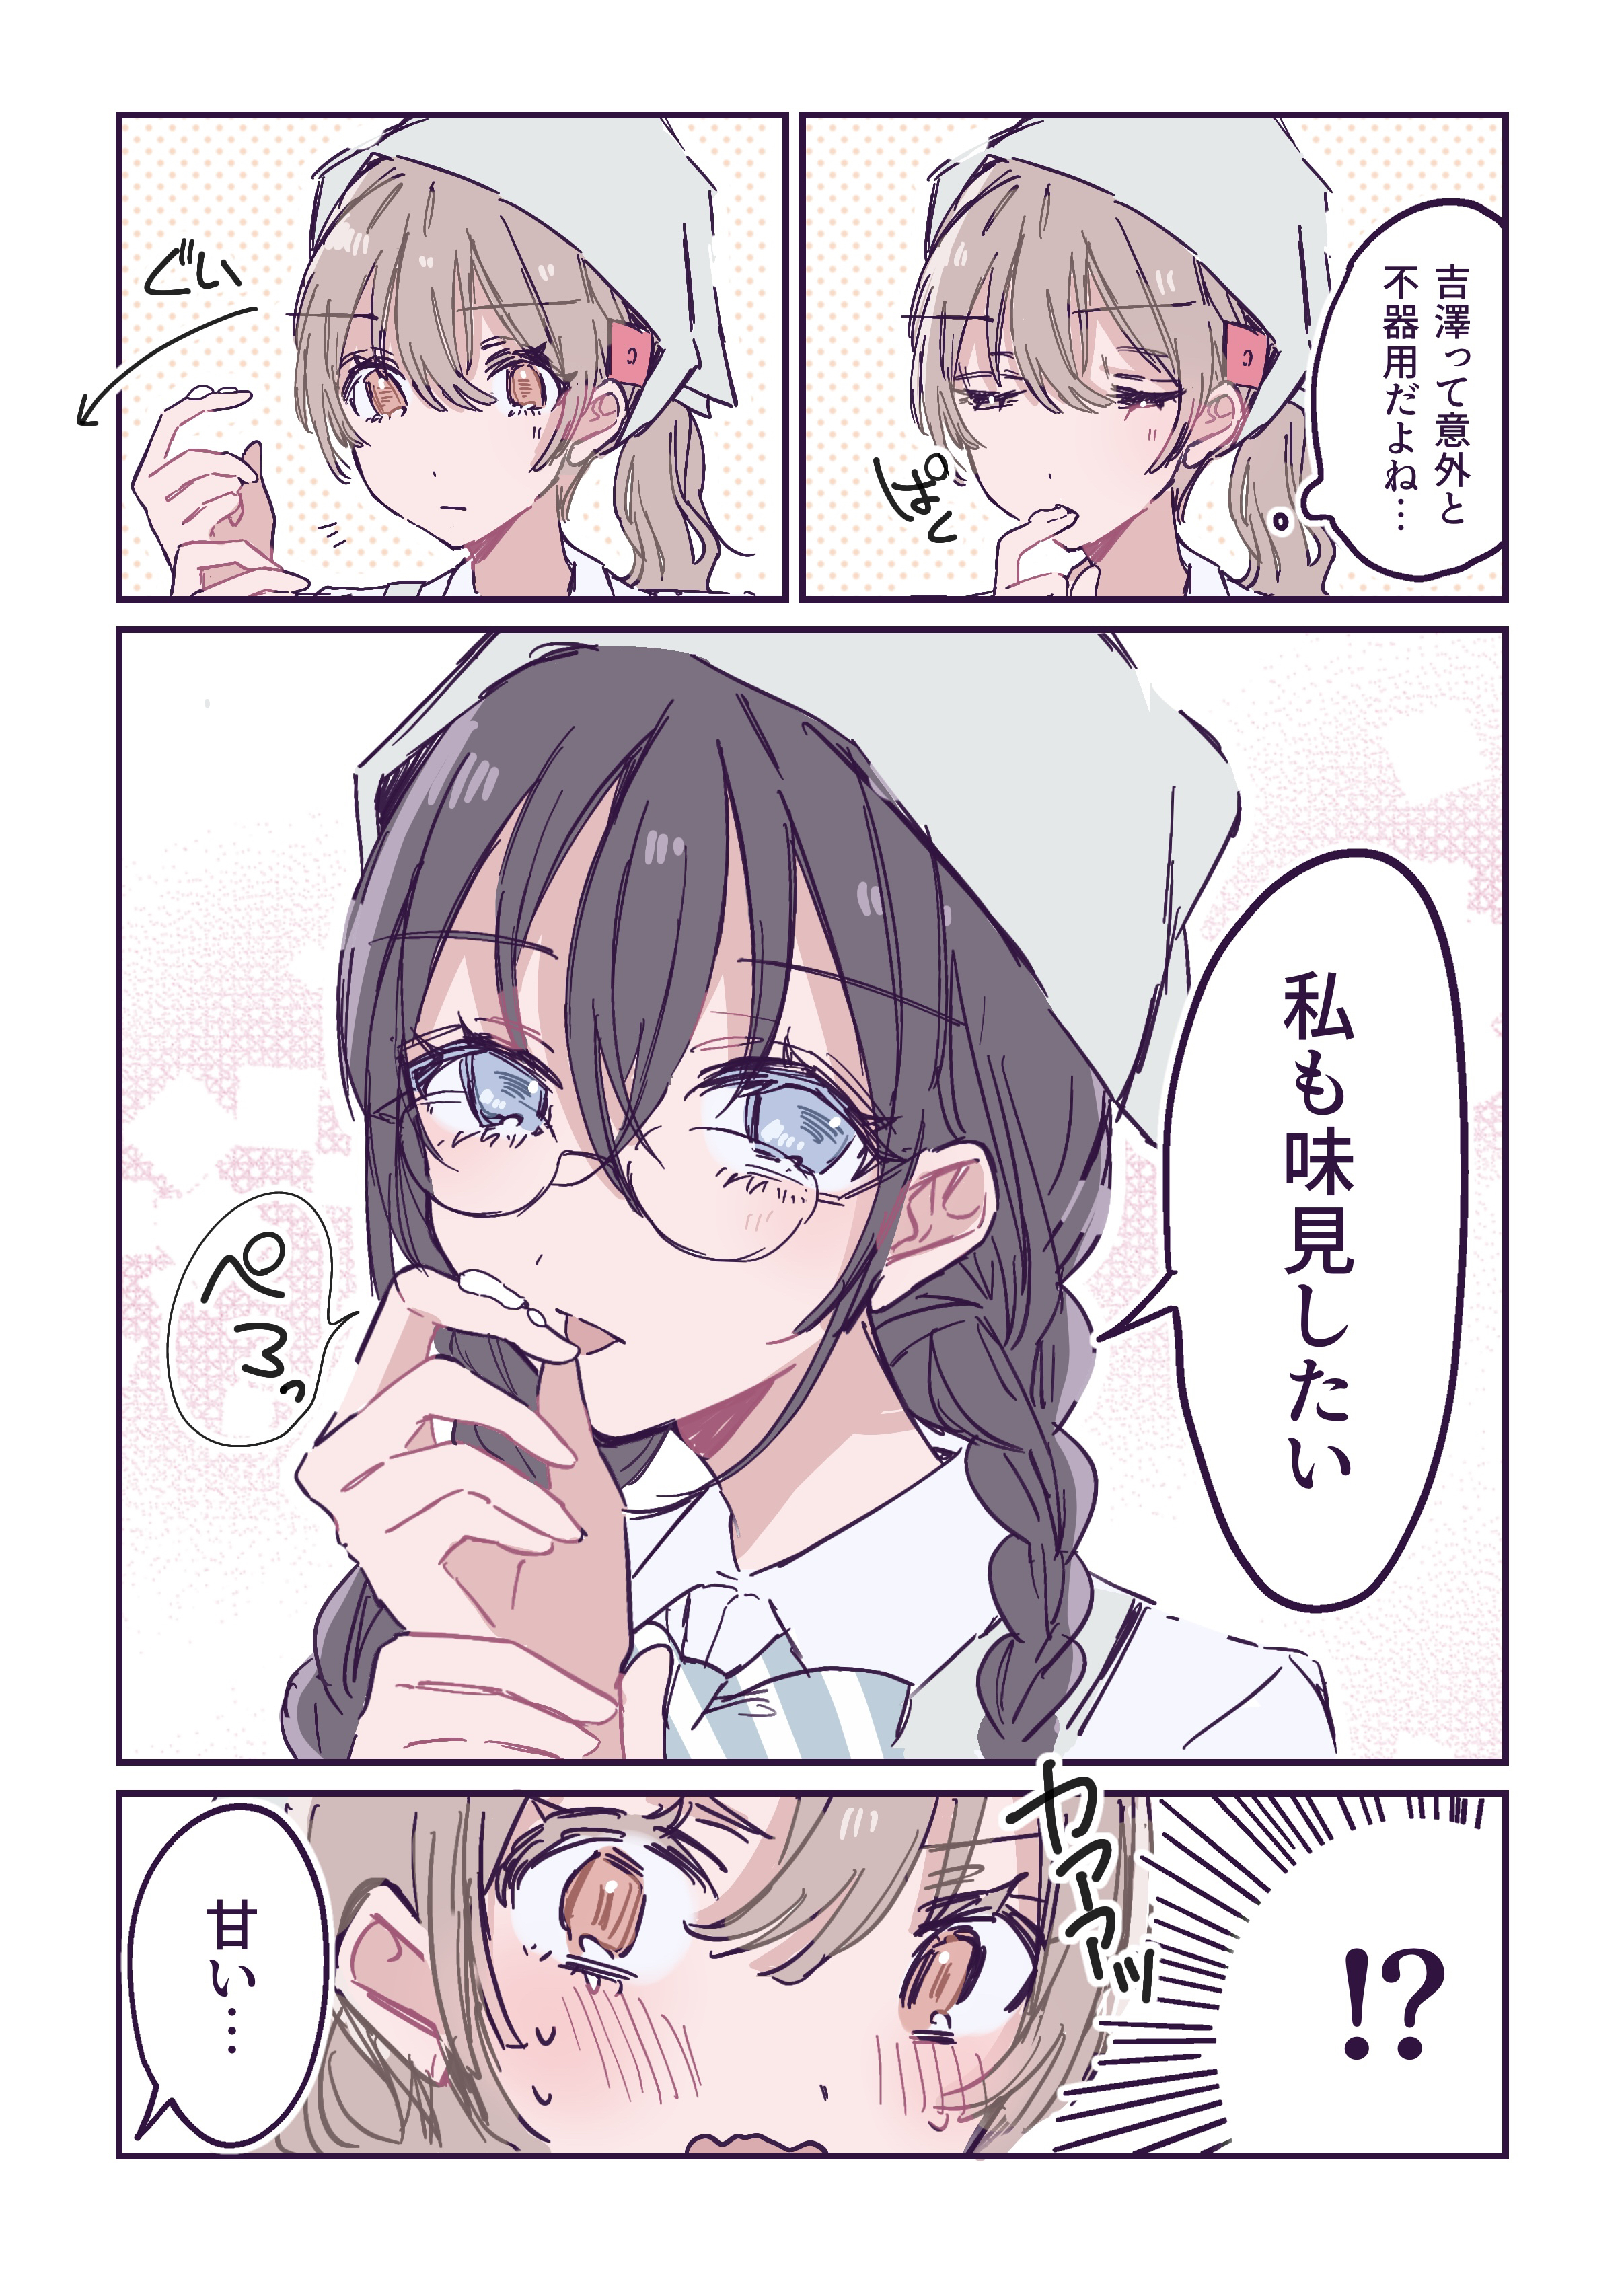 吉澤って意外と
不器用だよね…
ぱく
ぐい
私も味見したい
ぺろっ
!?
カァァッ
甘い…